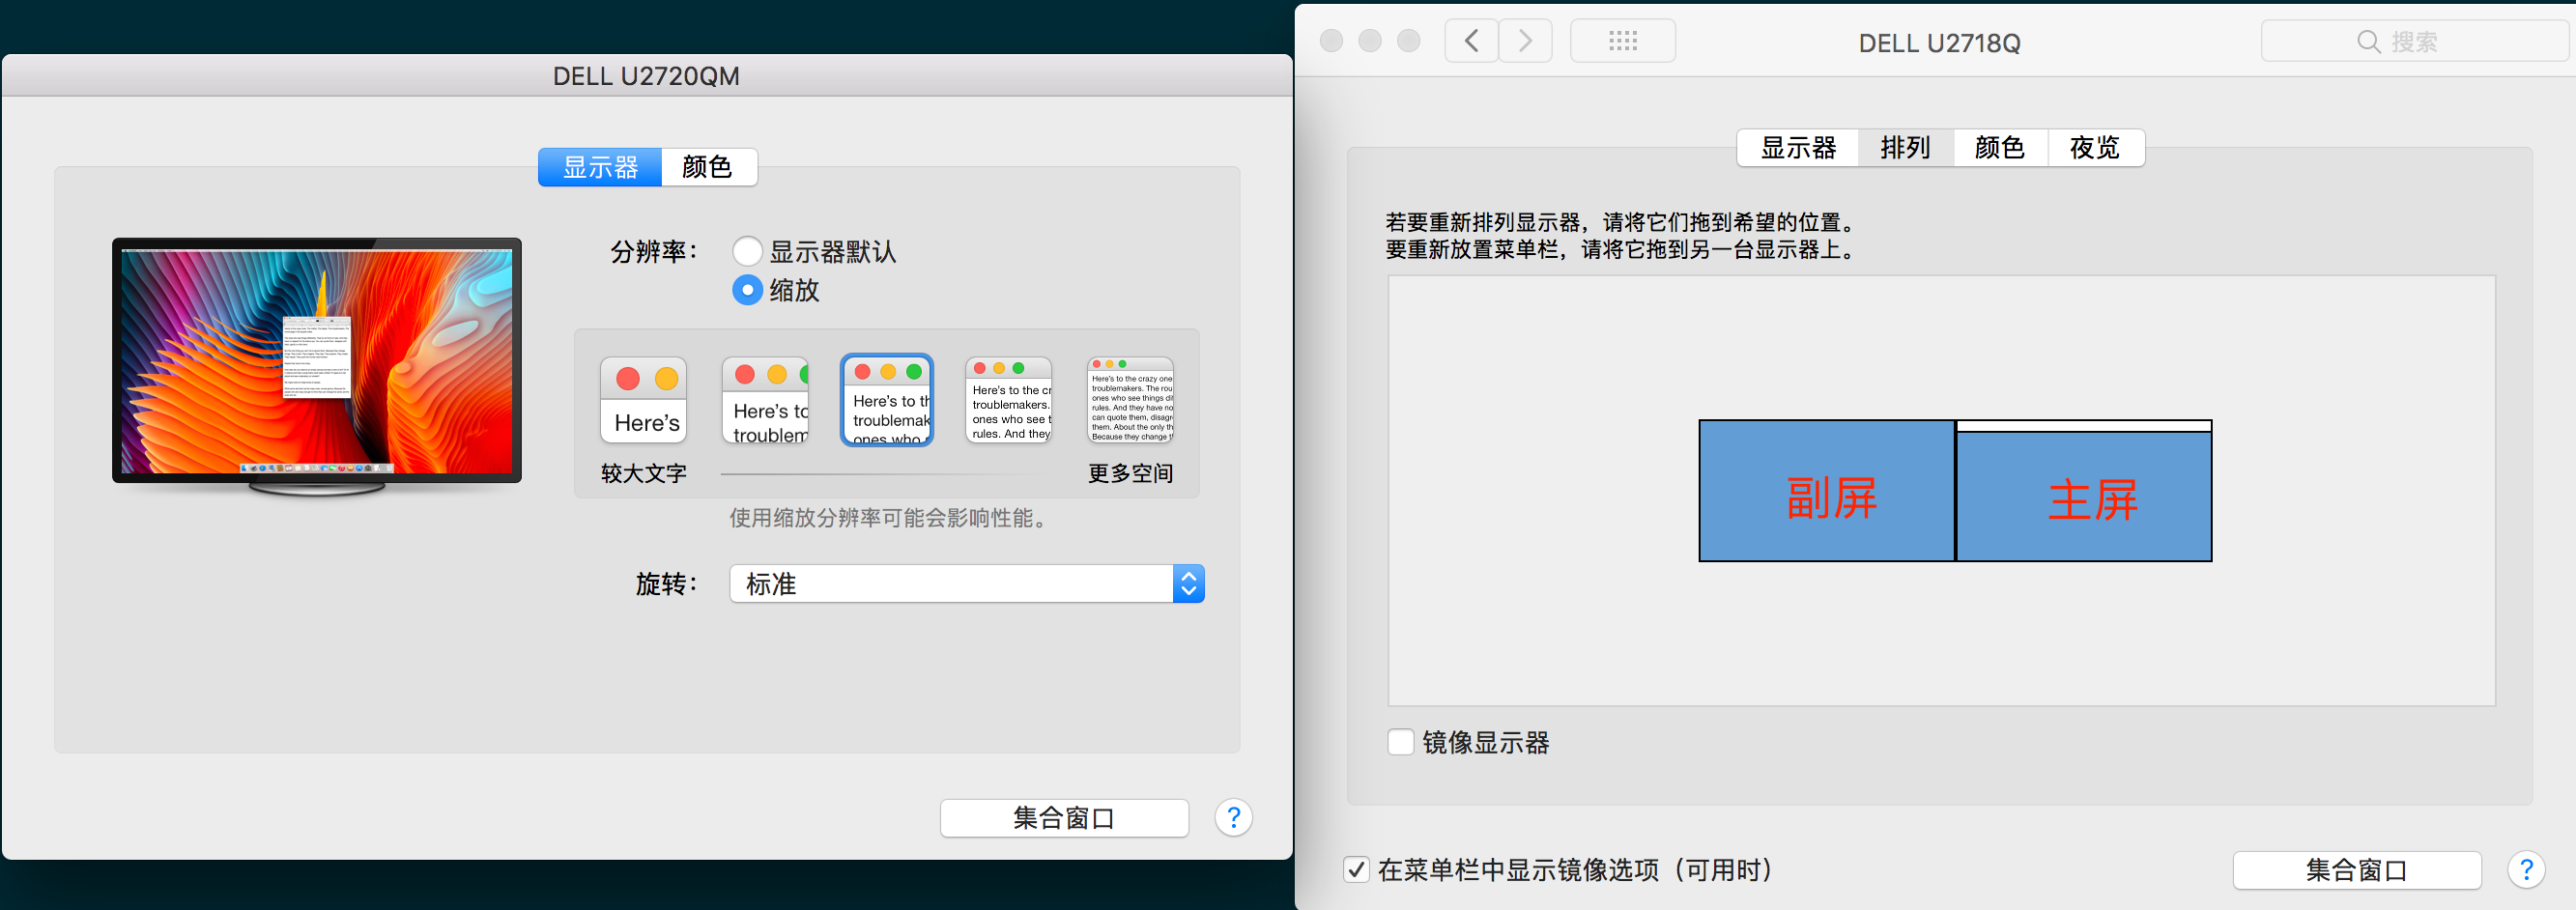 DELL U2720QM
显示器 颜色
分辨率： 显示器默认
缩放
Here's
Here's to
troublem
Here's to th
troublemak
ones who
Here's to the cr
troublemakers.
ones who see t
rules. And they
Here's to the crazy one
troublemakers. The rou
ones who see things dif
rules. And they have no
can quote them, disagr
them. About the only th
Because they change t
较大文字 更多空间
使用缩放分辨率可能会影响性能。
旋转： 标准
集合窗口 ?
DELL U2718Q
搜索
显示器 排列 颜色 夜览
若要重新排列显示器，请将它们拖到希望的位置。
要重新放置菜单栏，请将它拖到另一台显示器上。
副屏 主屏
镜像显示器
在菜单栏中显示镜像选项（可用时）
集合窗口 ?